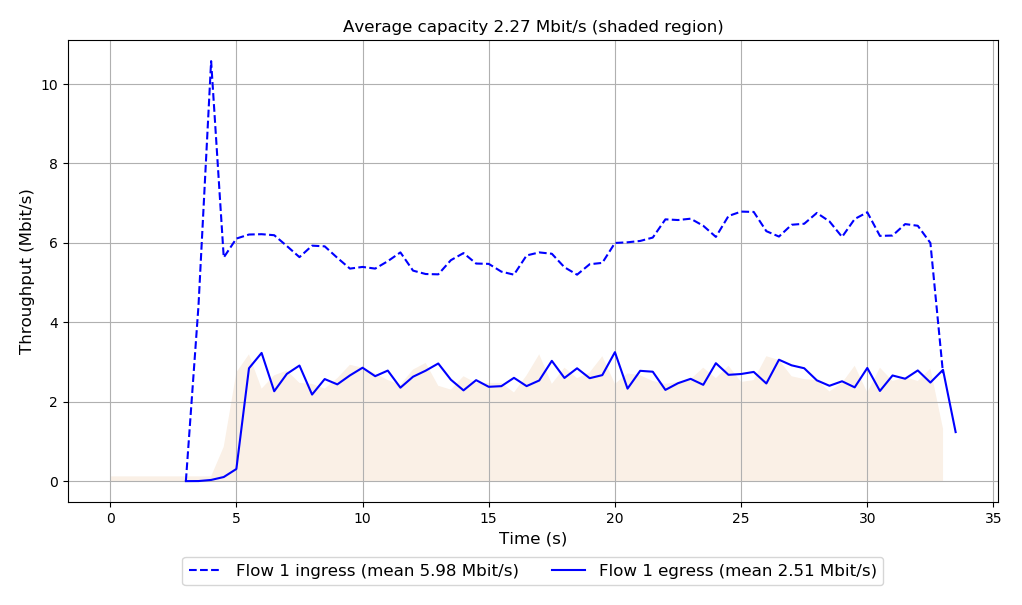 Average capacity 2.27 Mbit/s (shaded region)
Throughput (Mbit/s)
10
8
6
4
2
0
0 5 10 15 20 25 30 35
Time (s)
Flow 1 ingress (mean 5.98 Mbit/s) Flow 1 egress (mean 2.51 Mbit/s)